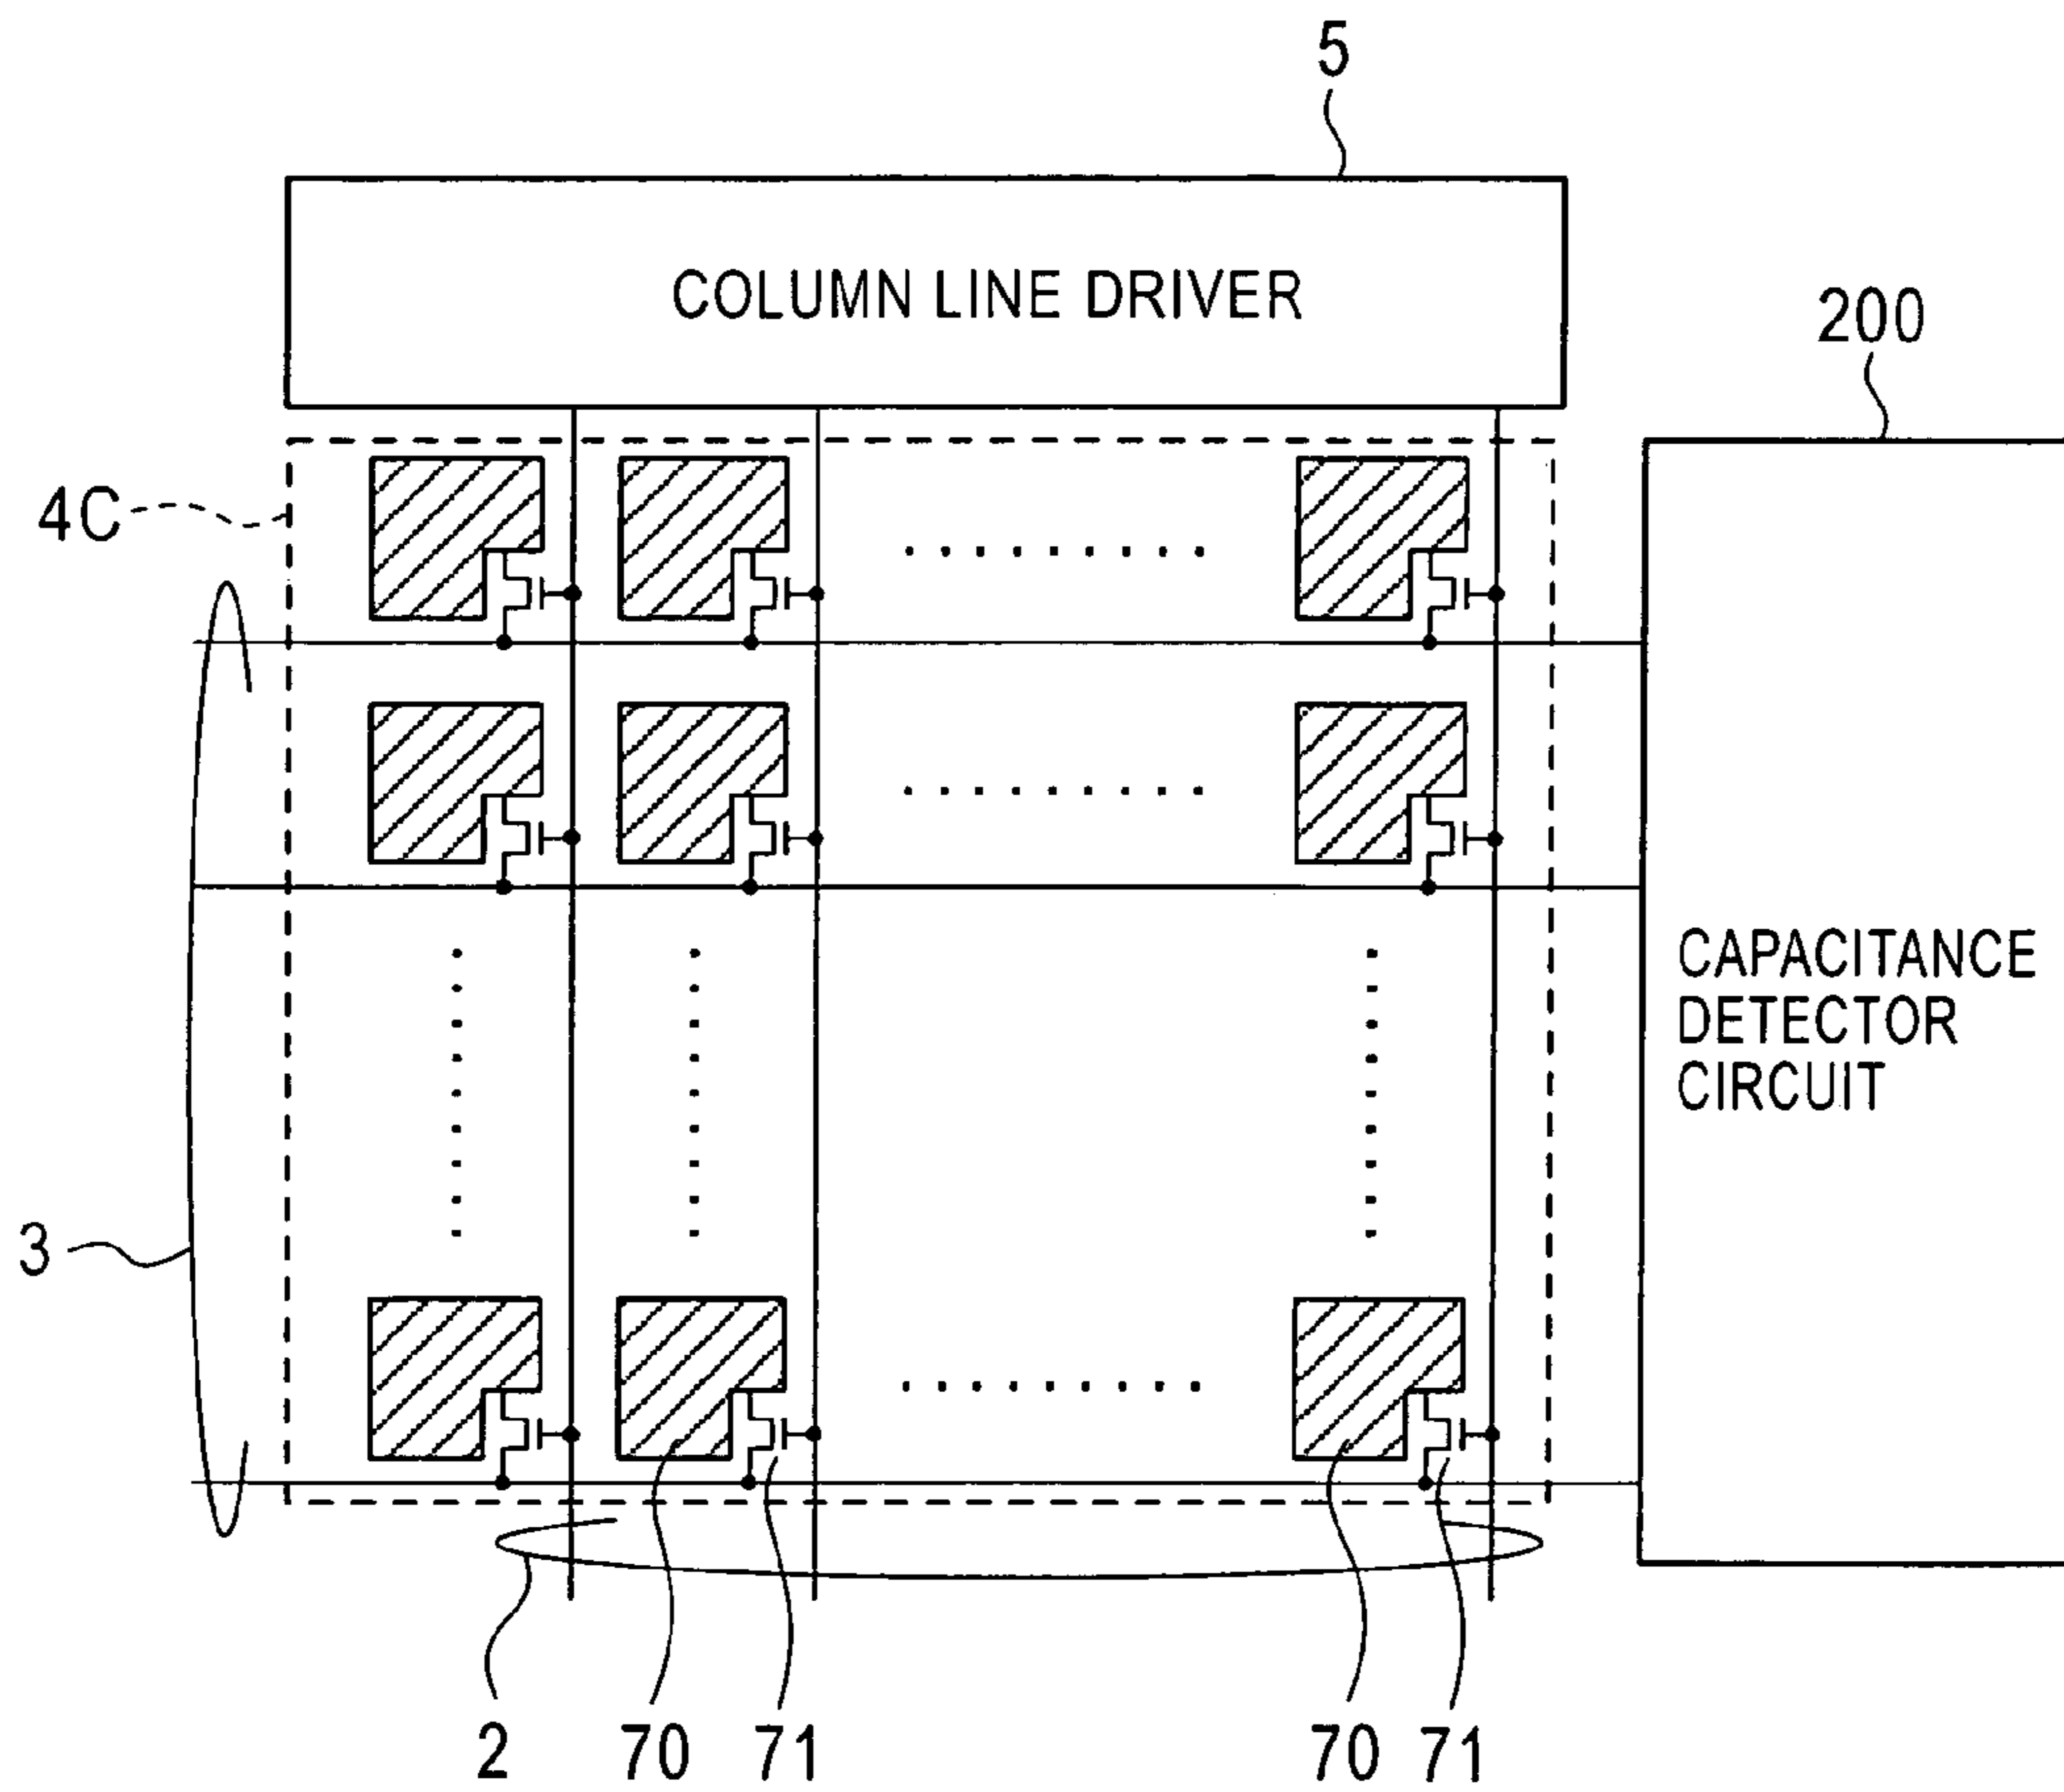 5
COLUMN LINE DRIVER
200
4C
CAPACITANCE
DETECTOR
CIRCUIT
3
2
70
71
70
71